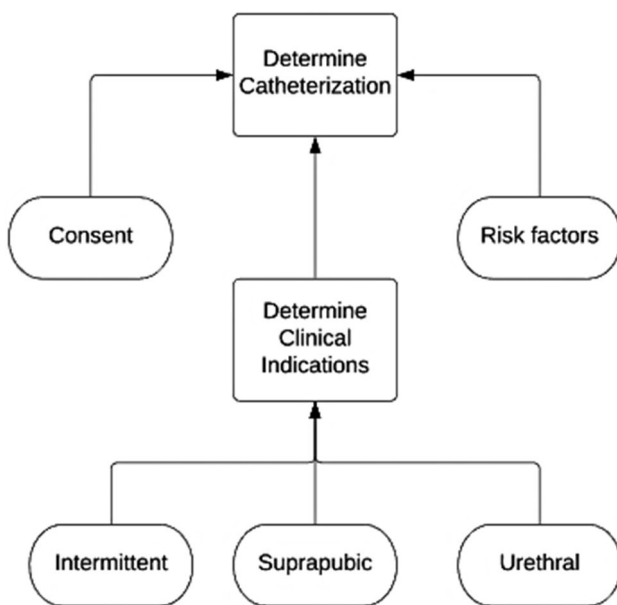 Determine
Catheterization
Consent
Risk factors
Determine
Clinical
Indications
Intermittent
Suprapubic
Urethral